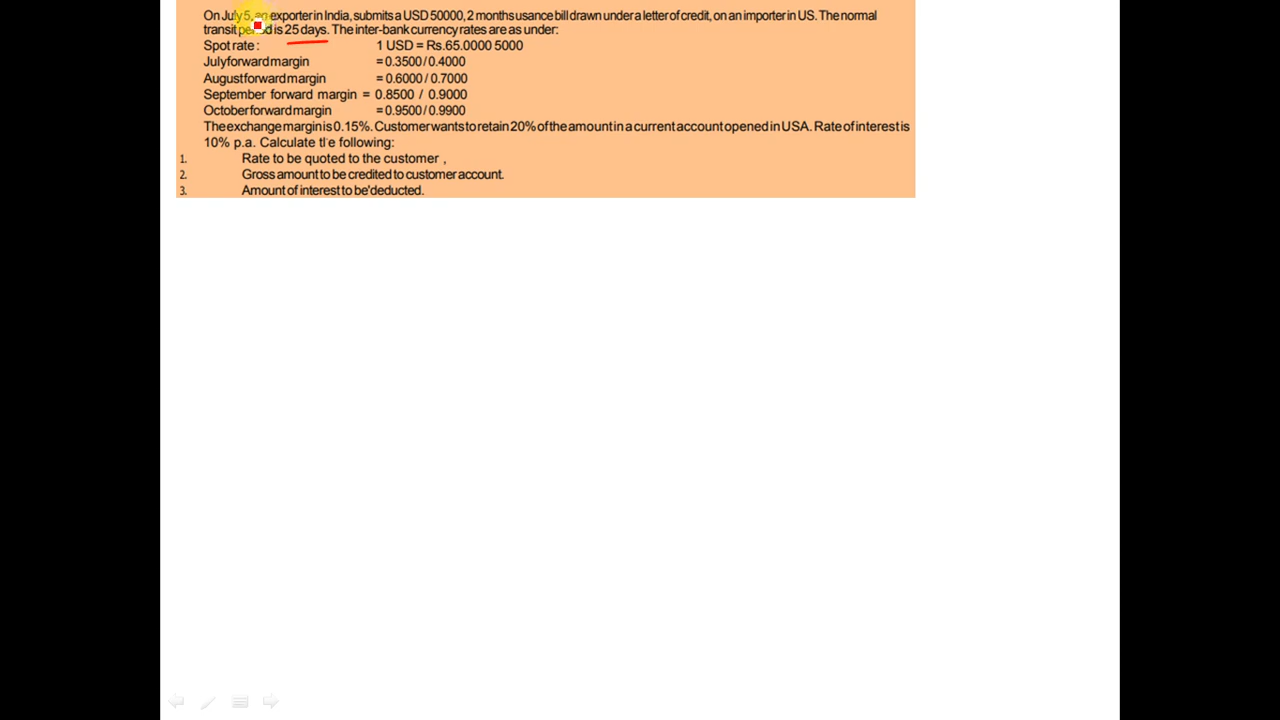 On July 5, an exporter in India, submits a USD 50000, 2 months usance bill drawn under a letter of credit, on an importer in US. The normal
transit period is 25 days. The inter-bank currency rates are as under:
Spot rate : 1 USD = Rs.65.0000 5000
July forward margin = 0.3500 / 0.4000
August forward margin = 0.6000 / 0.7000
September forward margin = 0.8500 / 0.9000
October forward margin = 0.9500 / 0.9900
The exchange margin is 0.15%. Customer wants to retain 20% of the amount in a current account opened in USA. Rate of interest is
10% p.a. Calculate tl'e following:
1. Rate to be quoted to the customer ,
2. Gross amount to be credited to customer account.
3. Amount of interest to be'deducted.